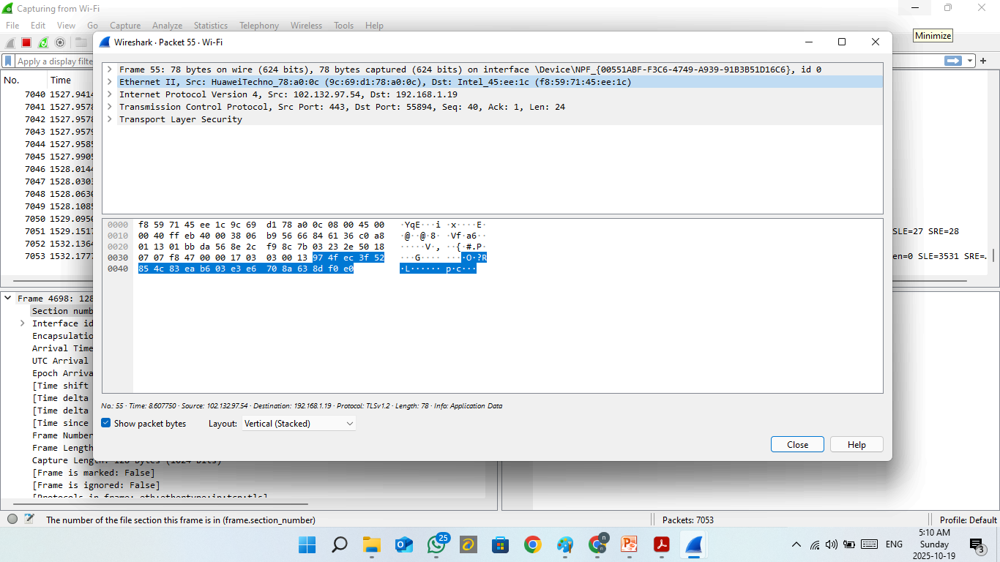 Capturing from Wi-Fi
File Edit View Go Capture Analyze Statistics Telephony Wireless Tools Help
Minimize
Wireshark · Packet 55 · Wi-Fi
Apply a display filte
No. Time
7040 1527.9414
7041 1527.9578
7042 1527.9578
7043 1527.9579
7044 1527.9585
7045 1527.9905
7046 1528.0144
7047 1528.0303
7048 1528.0630
7049 1528.1085
7050 1529.0950
7051 1529.1517
7052 1532.1364
7053 1532.1777
SLE=27 SRE=28
en=0 SLE=3531 SRE=.
Frame 55: 78 bytes on wire (624 bits), 78 bytes captured (624 bits) on interface \Device\NPF_{00551ABF-F3C6-4749-A939-91B3B51D16C6}, id 0
Ethernet II, Src: HuaweiTechno_78:a0:0c (9c:69:d1:78:a0:0c), Dst: Intel_45:ee:1c (f8:59:71:45:ee:1c)
Internet Protocol Version 4, Src: 102.132.97.54, Dst: 192.168.1.19
Transmission Control Protocol, Src Port: 443, Dst Port: 55894, Seq: 40, Ack: 1, Len: 24
Transport Layer Security
0000 f8 59 71 45 ee 1c 9c 69 d1 78 a0 0c 08 00 45 00 ·YqE···i ·x····E·
0010 00 40 ff eb 40 00 38 06 b9 56 66 84 61 36 c0 a8 ·@··@·8· ·Vf·a6··
0020 01 13 01 bb da 56 8e 2c f9 8c 7b 03 23 2e 50 18 ·····V·, ··{·#.P·
0030 07 07 f8 47 00 00 17 03 03 00 13 97 4f ec 3f 52 ···G···· ····O·?R
0040 85 4c 83 ea b6 03 e3 e6 70 8a 63 8d f0 e0 ·L······ p·c···
No.: 55 · Time: 8.607750 · Source: 102.132.97.54 · Destination: 192.168.1.19 · Protocol: TLSv1.2 · Length: 78 · Info: Application Data
Show packet bytes Layout: Vertical (Stacked)
Close Help
Frame 4698: 128
Section numb
Interface id
Encapsulatio
Arrival Time
UTC Arrival
Epoch Arriva
[Time shift
[Time delta
[Time delta
[Time since
Frame Number
Frame Length
Capture Length: 128 bytes (1024 bits)
[Frame is marked: False]
[Frame is ignored: False]
[Protocols in frame: eth:ethertype:ip:tcp:tls]
The number of the file section this frame is in (frame.section_number) Packets: 7053 Profile: Default
25
n
n
ENG
5:10 AM
Sunday
2025-10-19
3